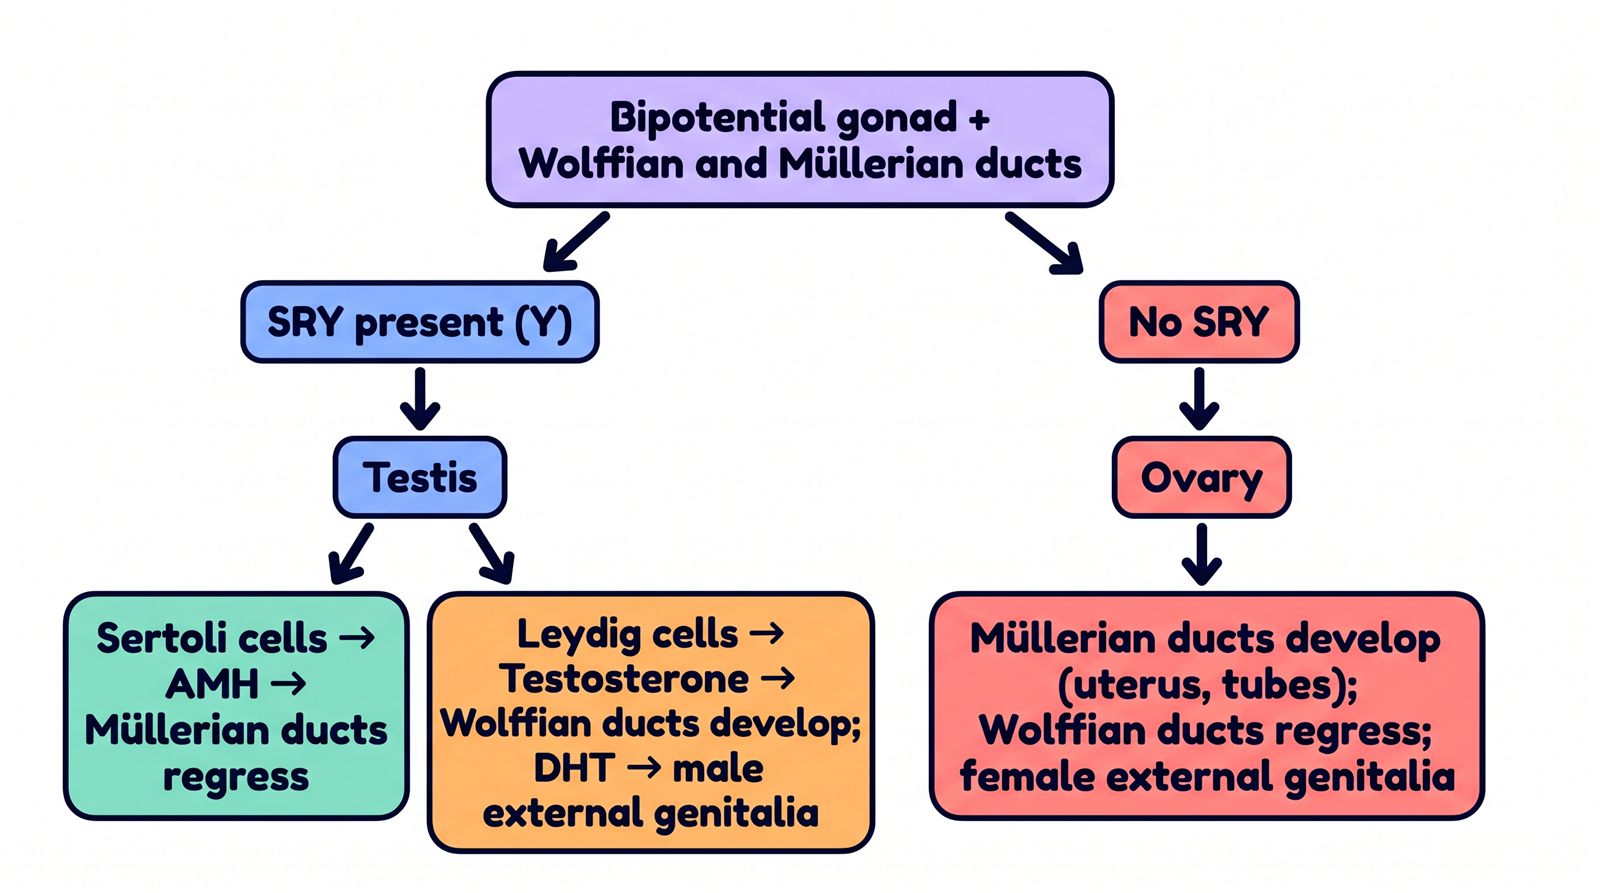 Bipotential gonad +
Wolffian and Müllerian ducts
SRY present (Y)
No SRY
Testis
Ovary
Sertoli cells →
AMH →
Müllerian ducts
regress
Leydig cells →
Testosterone →
Wolffian ducts develop;
DHT → male
external genitalia
Müllerian ducts develop
(uterus, tubes);
Wolffian ducts regress;
female external genitalia